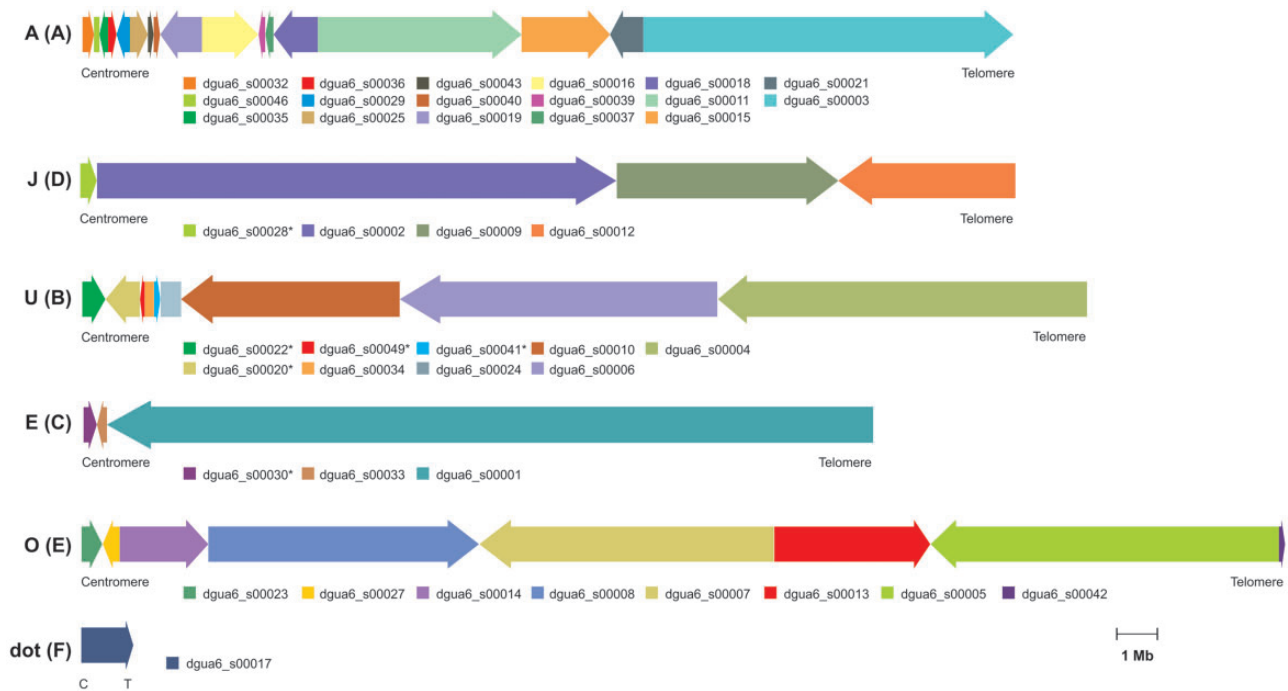 A (A)
Centromere
Telomere
dgua6_s00032 dgua6_s00036 dgua6_s00043 dgua6_s00016 dgua6_s00018 dgua6_s00021
dgua6_s00046 dgua6_s00029 dgua6_s00040 dgua6_s00039 dgua6_s00011 dgua6_s00003
dgua6_s00035 dgua6_s00025 dgua6_s00019 dgua6_s00037 dgua6_s00015
J (D)
Centromere
Telomere
dgua6_s00028* dgua6_s00002 dgua6_s00009 dgua6_s00012
U (B)
Centromere
Telomere
dgua6_s00022* dgua6_s00049* dgua6_s00041* dgua6_s00010 dgua6_s00004
dgua6_s00020* dgua6_s00034 dgua6_s00024 dgua6_s00006
E (C)
Centromere
Telomere
dgua6_s00030* dgua6_s00033 dgua6_s00001
O (E)
Centromere
Telomere
dgua6_s00023 dgua6_s00027 dgua6_s00014 dgua6_s00008 dgua6_s00007 dgua6_s00013 dgua6_s00005 dgua6_s00042
dot (F)
dgua6_s00017
C T
1 Mb